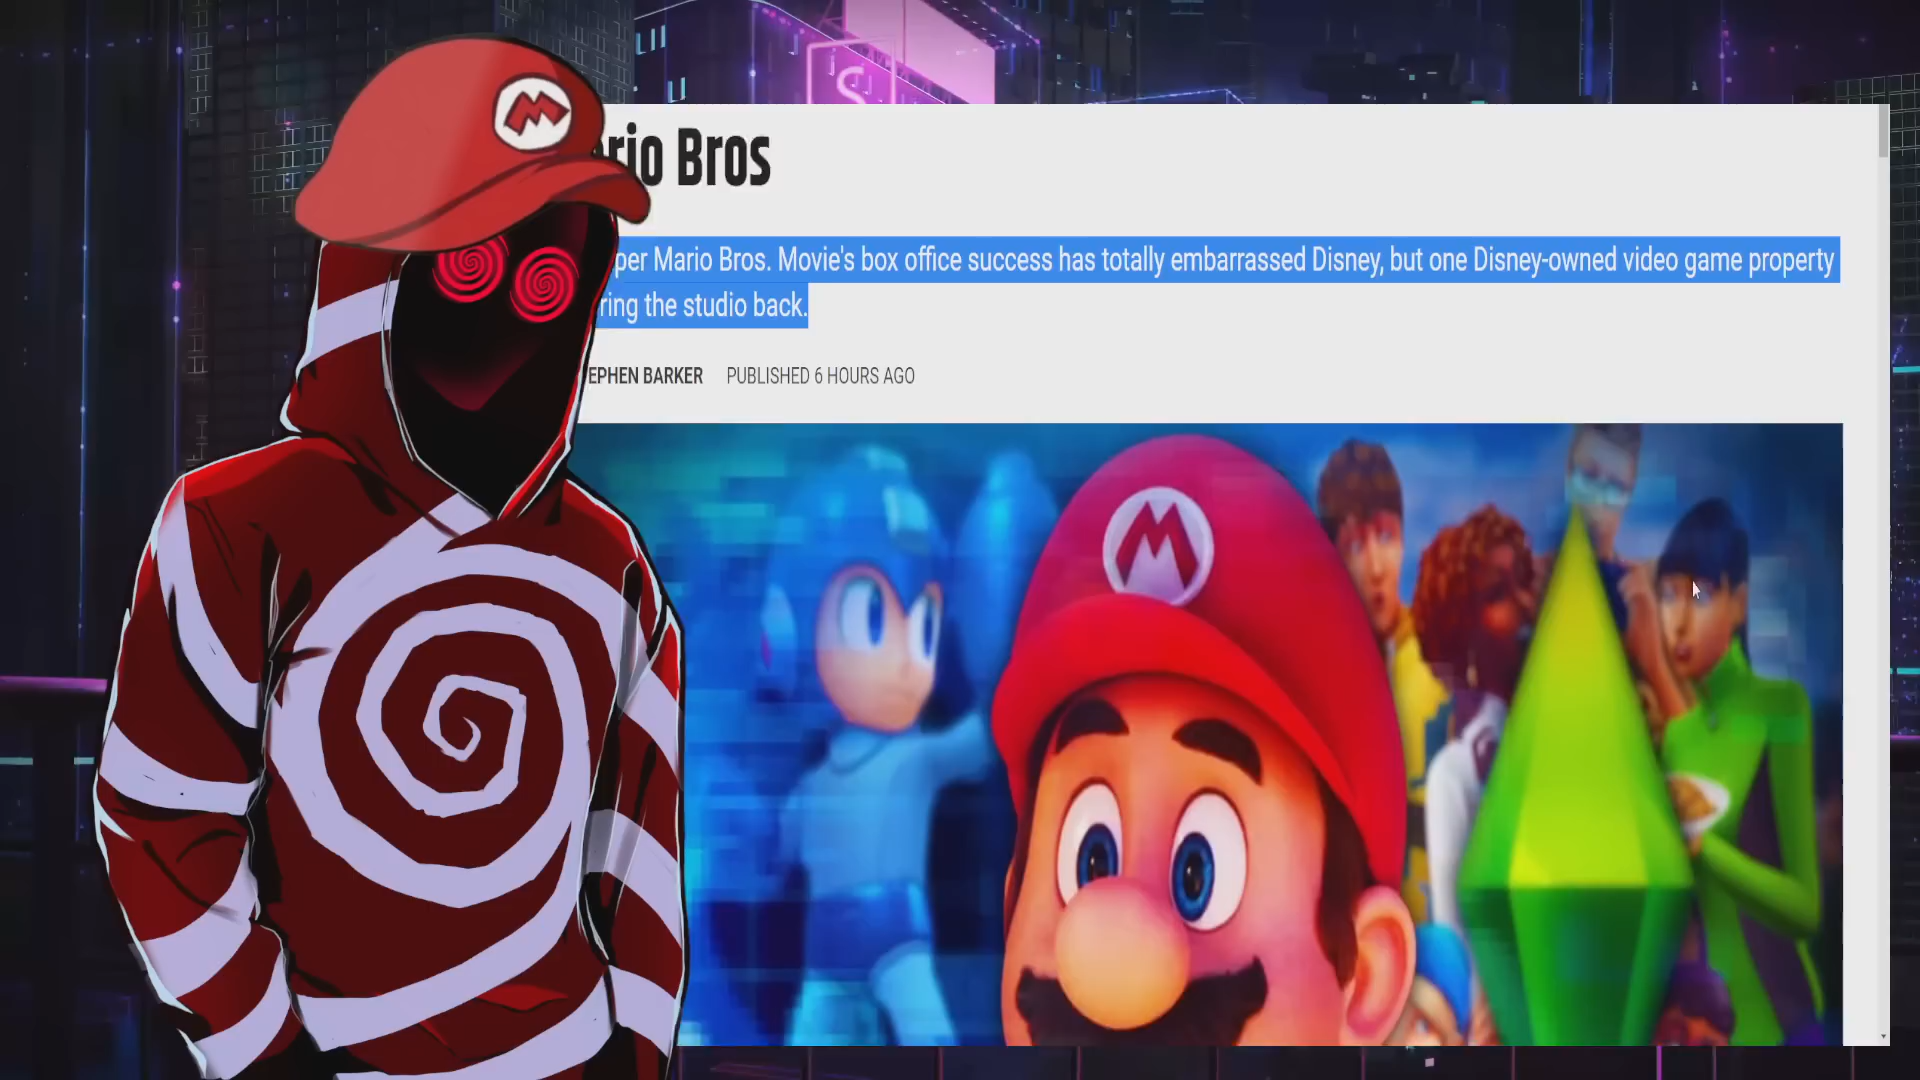 S
M
rio Bros
per Mario Bros. Movie's box office success has totally embarrassed Disney, but one Disney-owned video game property
ring the studio back.
EPHEN BARKER PUBLISHED 6 HOURS AGO
M